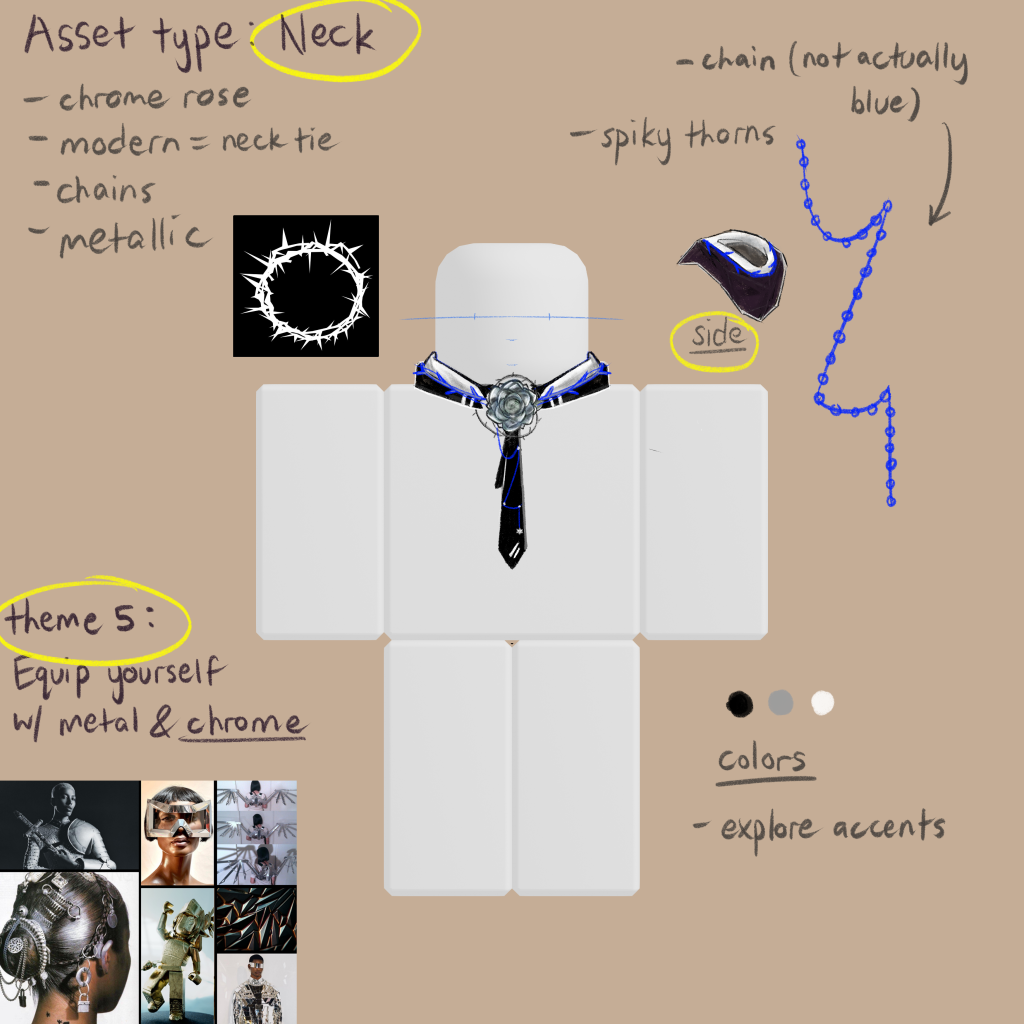 Asset type: Neck
- chrome rose
- modern = neck tie
- chains
- metallic
- chain (not actually
blue)
- spiky thorns
side
theme 5:
Equip yourself
w/ metal & chrome
colors
- explore accents